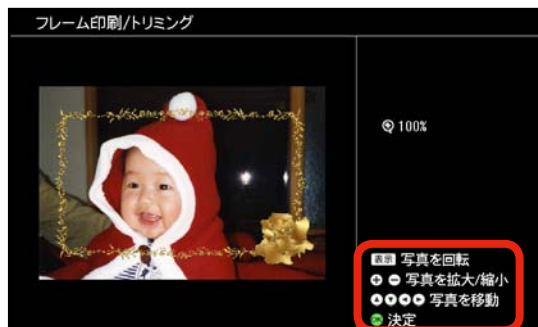 フレーム印刷/トリミング
100%
表示 写真を回転
写真を拡大/縮小
写真を移動
OK 決定